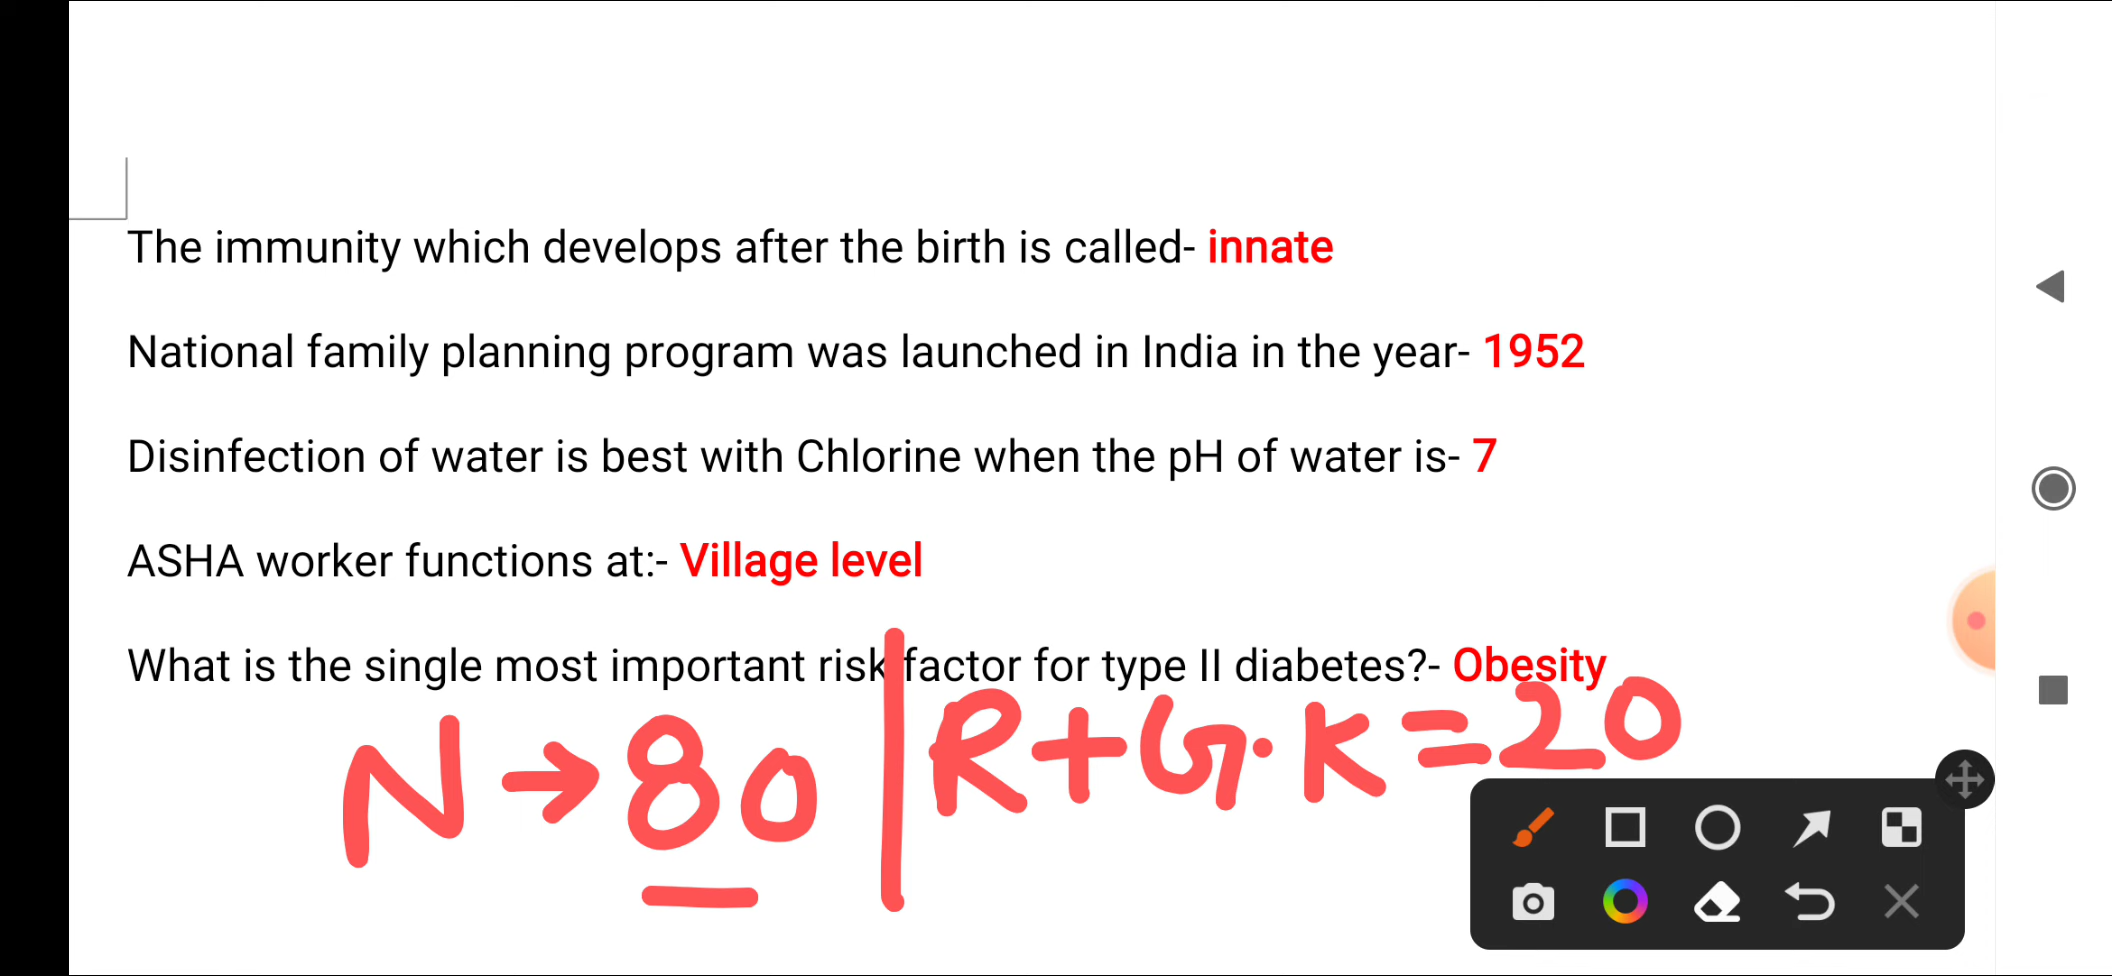 The immunity which develops after the birth is called- innate
National family planning program was launched in India in the year- 1952
Disinfection of water is best with Chlorine when the pH of water is- 7
ASHA worker functions at:- Village level
What is the single most important risk factor for type II diabetes?- Obesity
N → 80 | R + G.K = 20